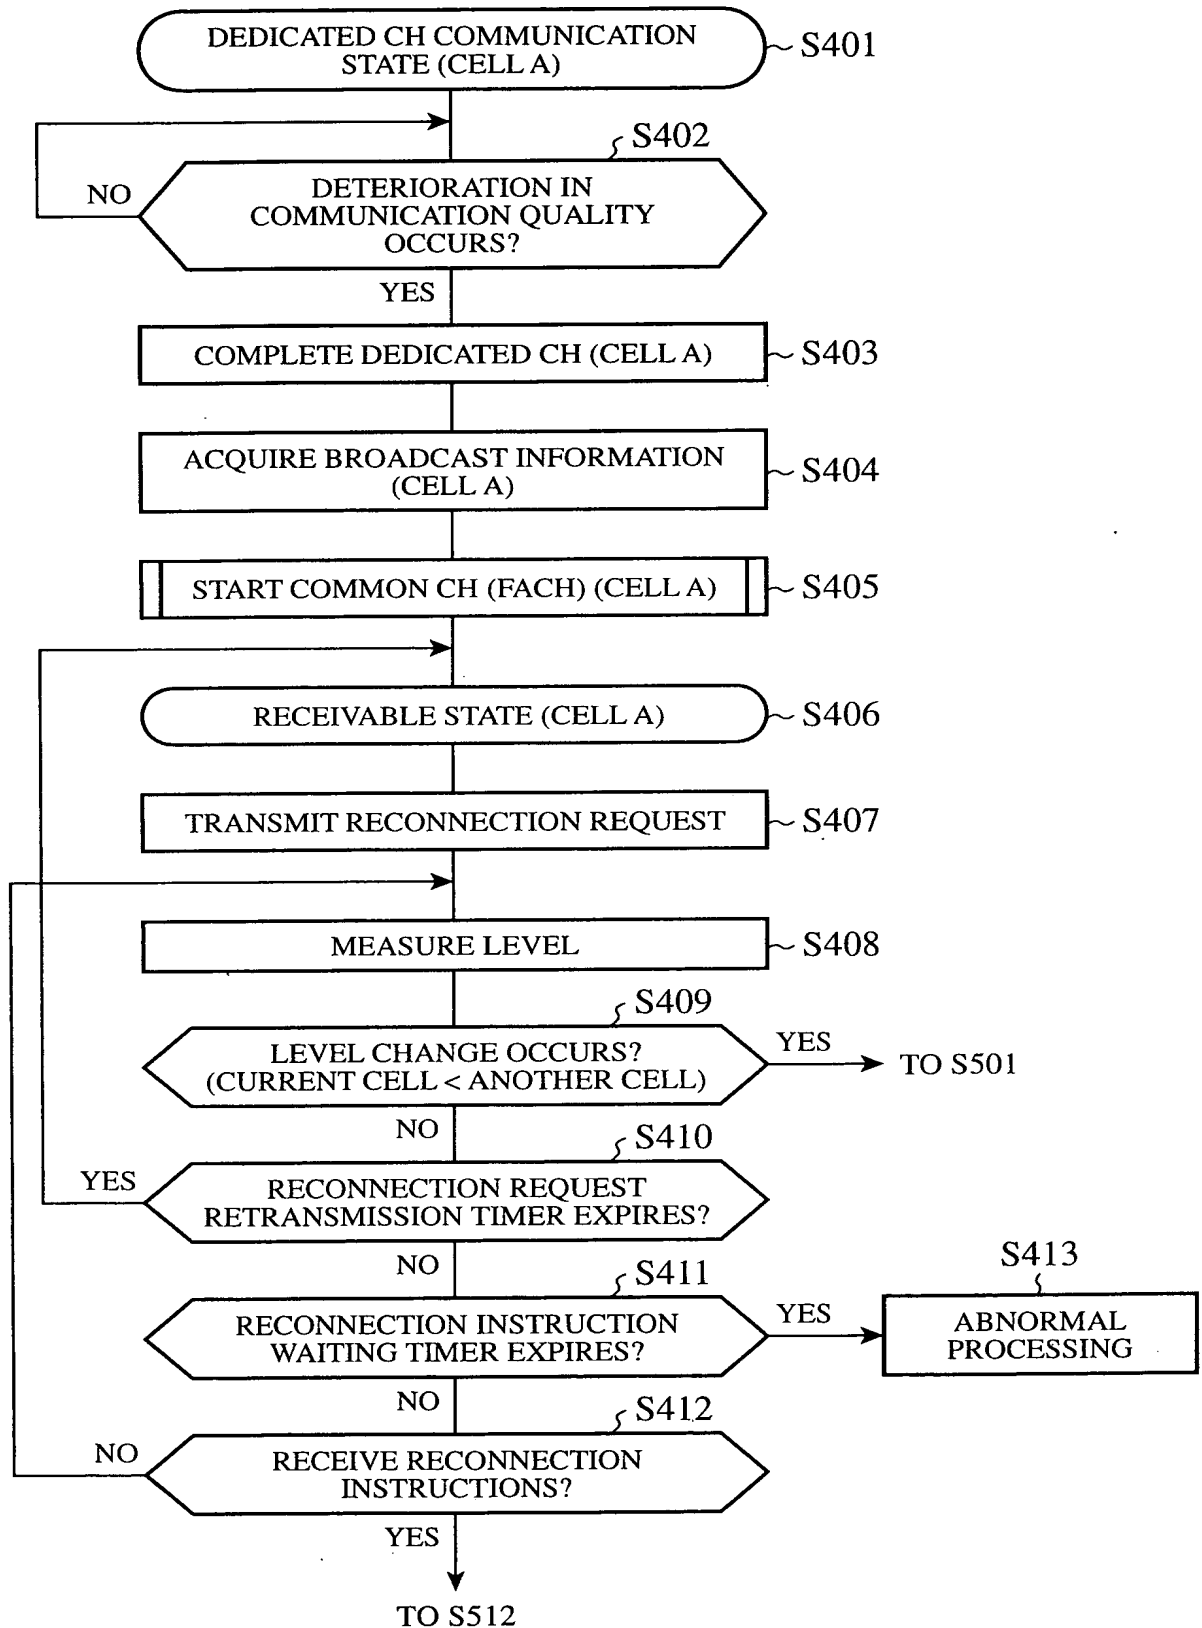 DEDICATED CH COMMUNICATION
STATE (CELL A)
S401
S402
NO
DETERIORATION IN
COMMUNICATION QUALITY
OCCURS?
YES
COMPLETE DEDICATED CH (CELL A)
S403
ACQUIRE BROADCAST INFORMATION
(CELL A)
S404
START COMMON CH (FACH) (CELL A)
S405
RECEIVABLE STATE (CELL A)
S406
TRANSMIT RECONNECTION REQUEST
S407
MEASURE LEVEL
S408
S409
LEVEL CHANGE OCCURS?
(CURRENT CELL < ANOTHER CELL)
YES
TO S501
NO
S410
YES
RECONNECTION REQUEST
RETRANSMISSION TIMER EXPIRES?
NO
S411
RECONNECTION INSTRUCTION
WAITING TIMER EXPIRES?
YES
S413
ABNORMAL
PROCESSING
NO
S412
NO
RECEIVE RECONNECTION
INSTRUCTIONS?
YES
TO S512